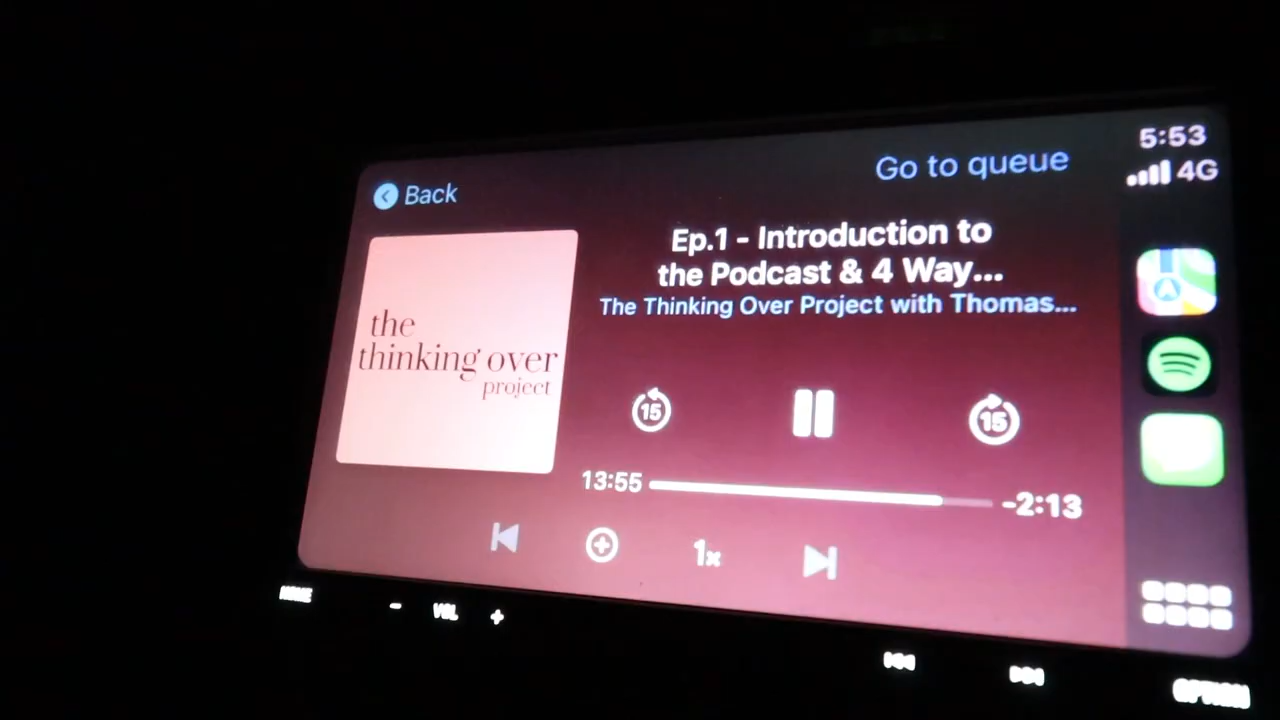 5:53
4G
Back
Go to queue
the
thinking over
project
Ep.1 - Introduction to
the Podcast & 4 Way...
The Thinking Over Project with Thomas...
15
15
13:55
-2:13
1x
HOME
- VOL +
OPTION